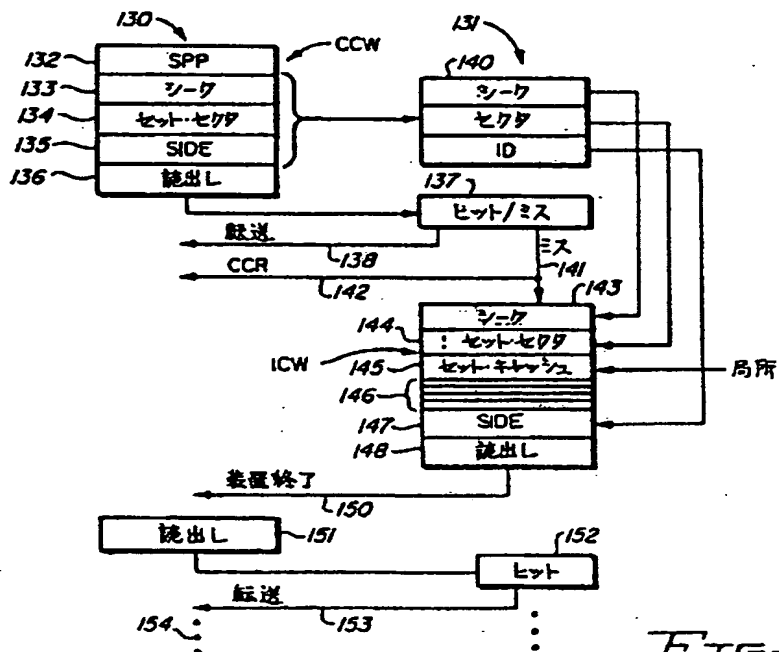 130
131
CCW
132 SPP
133 シーク
134 セット・セクタ
135 SIDE
136 読出し
140
シーク
セクタ
ID
137
ヒット/ミス
転送
138
ミス
141
CCR
142
143
シーク
144 セット・セクタ
ICW
145 セット・キャッシュ
局所
146
147 SIDE
148 読出し
装置終了
150
読出し 151
152
ヒット
転送
153
154